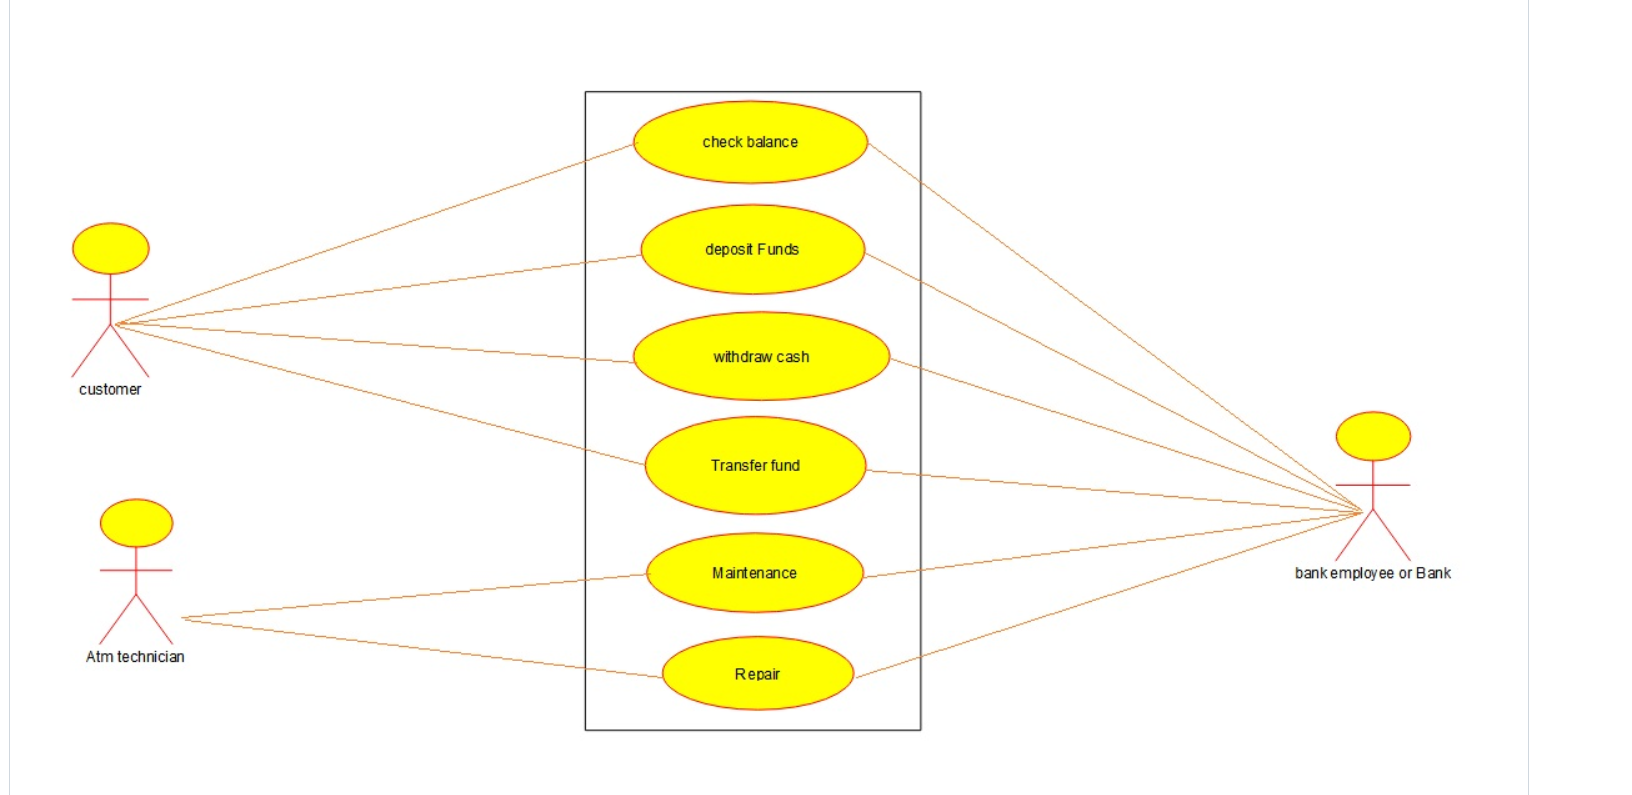 check balance
deposit Funds
withdraw cash
Transfer fund
Maintenance
Repair
customer
Atm technician
bank employee or Bank